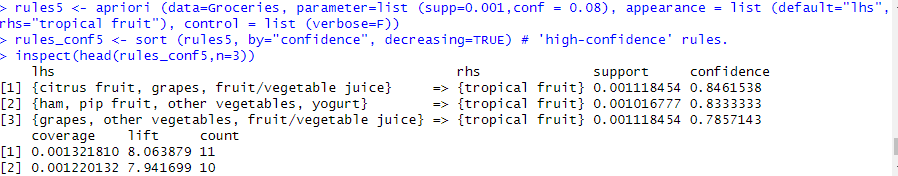 > rules5 <- apriori (data=Groceries, parameter=list (supp=0.001,conf = 0.08), appearance = list (default="lhs",
rhs="tropical fruit"), control = list (verbose=F))
> rules_conf5 <- sort (rules5, by="confidence", decreasing=TRUE) # 'high-confidence' rules.
> inspect(head(rules_conf5,n=3))
    lhs                                                 rhs              support     confidence
[1] {citrus fruit, grapes, fruit/vegetable juice}     => {tropical fruit} 0.001118454 0.8461538
[2] {ham, pip fruit, other vegetables, yogurt}        => {tropical fruit} 0.001016777 0.8333333
[3] {grapes, other vegetables, fruit/vegetable juice} => {tropical fruit} 0.001118454 0.7857143
    coverage    lift     count
[1] 0.001321810 8.063879 11
[2] 0.001220132 7.941699 10